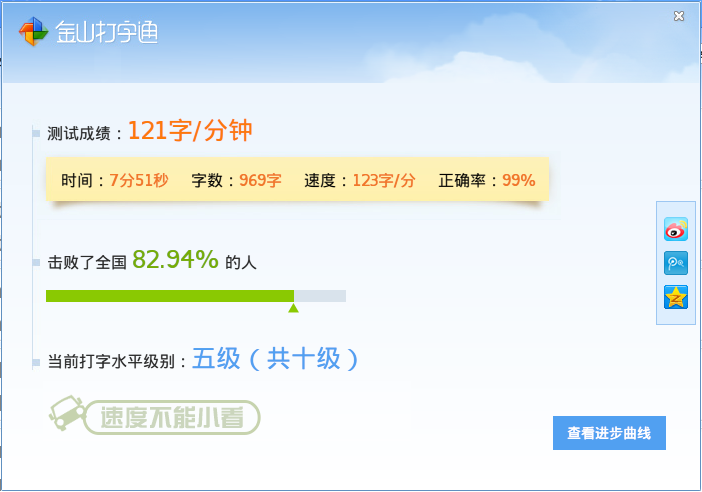 金山打字通
测试成绩：121字/分钟
时间：7分51秒 字数：969字 速度：123字/分 正确率：99%
击败了全国 82.94% 的人
当前打字水平级别：五级（共十级）
速度不能小看
查看进步曲线